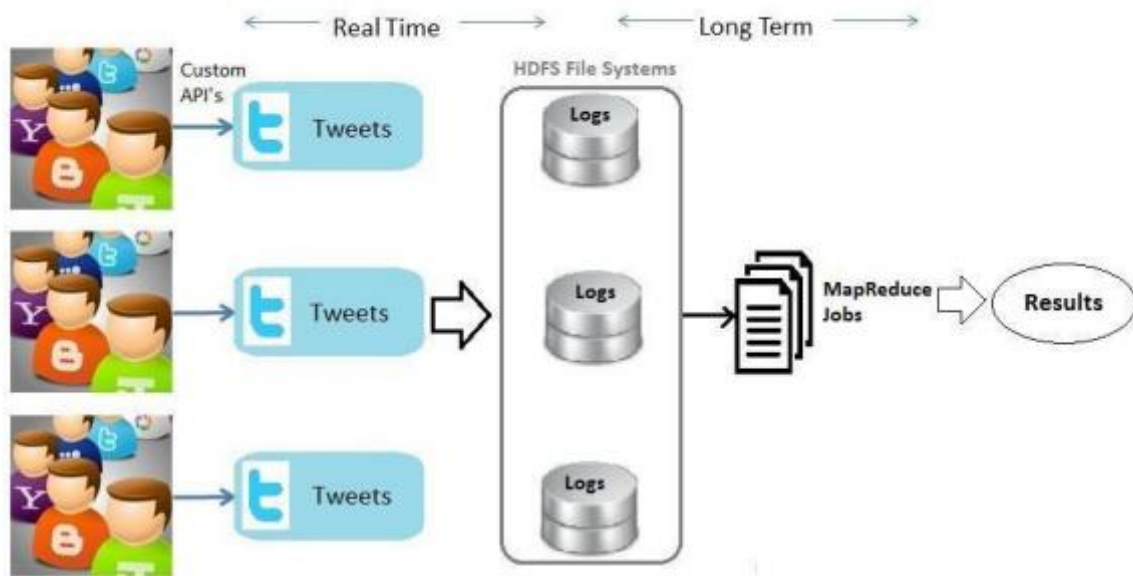 Real Time
Long Term
Custom
API's
HDFS File Systems
Tweets
Logs
Tweets
Logs
MapReduce
Jobs
Results
Tweets
Logs